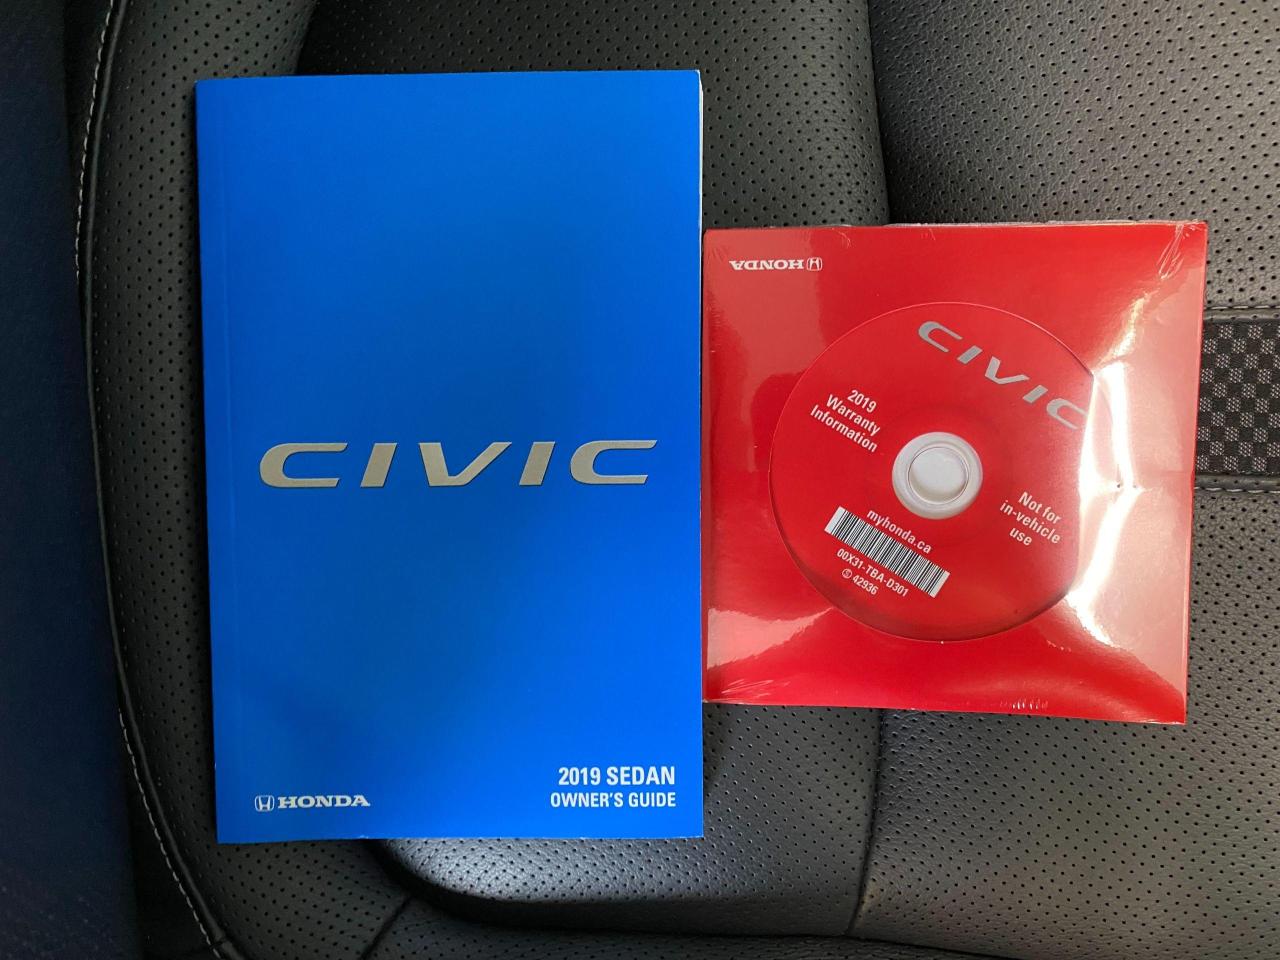 CIVIC
2019 SEDAN
OWNER'S GUIDE
HONDA
HONDA
CIVIC
2019
Warranty
Information
Not for
in-vehicle
use
myhonda.ca
00X31-TBA-D301
Ⓢ 42936